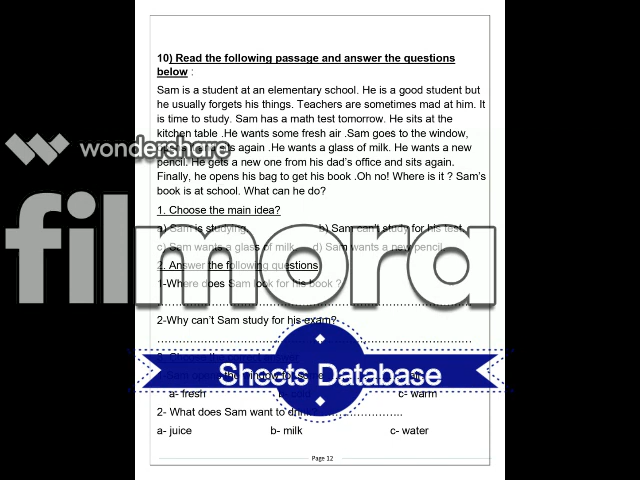 10) Read the following passage and answer the questions
below :
Sam is a student at an elementary school. He is a good student but
he usually forgets his things. Teachers are sometimes mad at him. It
is time to study. Sam has a math test tomorrow. He sits at the
kitchen table .He wants some fresh air .Sam goes to the window,
again .He wants a glass of milk. He wants a new
pencil. He gets a new one from his dad's office and sits again.
Finally, he opens his bag to get his book .Oh no! Where is it ? Sam's
book is at school. What can he do?
wondershare
filmora
1. Choose the main idea?
a) Sam is studying. b) Sam can't study for his test.
c) Sam wants a glass of milk d) Sam wants a new pencil
2. Answer the following questions
1-Where does Sam look for his book ?
2-Why can't Sam study for his exam?
Sheets Database
a- fresh c- warm
2- What does Sam want to drink
a- juice b- milk c- water
Page 12